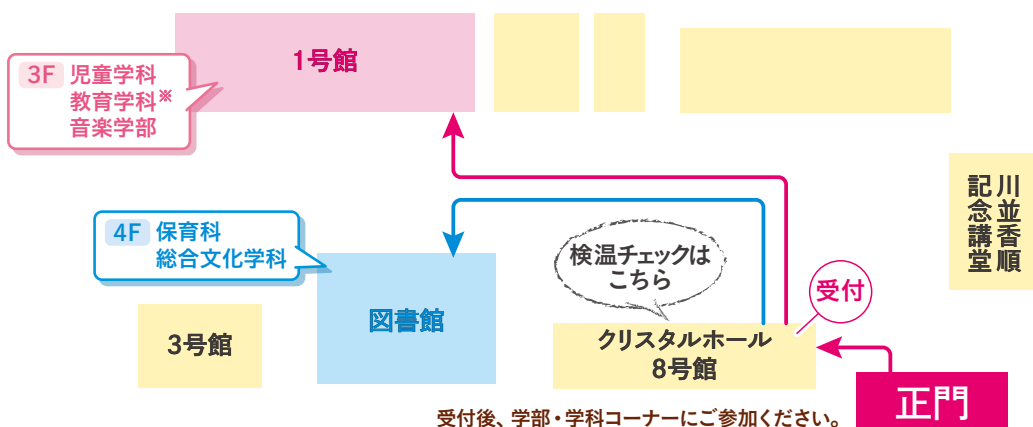 1号館
3F 児童学科
教育学科※
音楽学部
川並香順
記念講堂
4F 保育科
総合文化学科
検温チェックは
こちら
受付
図書館
3号館
クリスタルホール
8号館
正門
受付後、学部・学科コーナーにご参加ください。